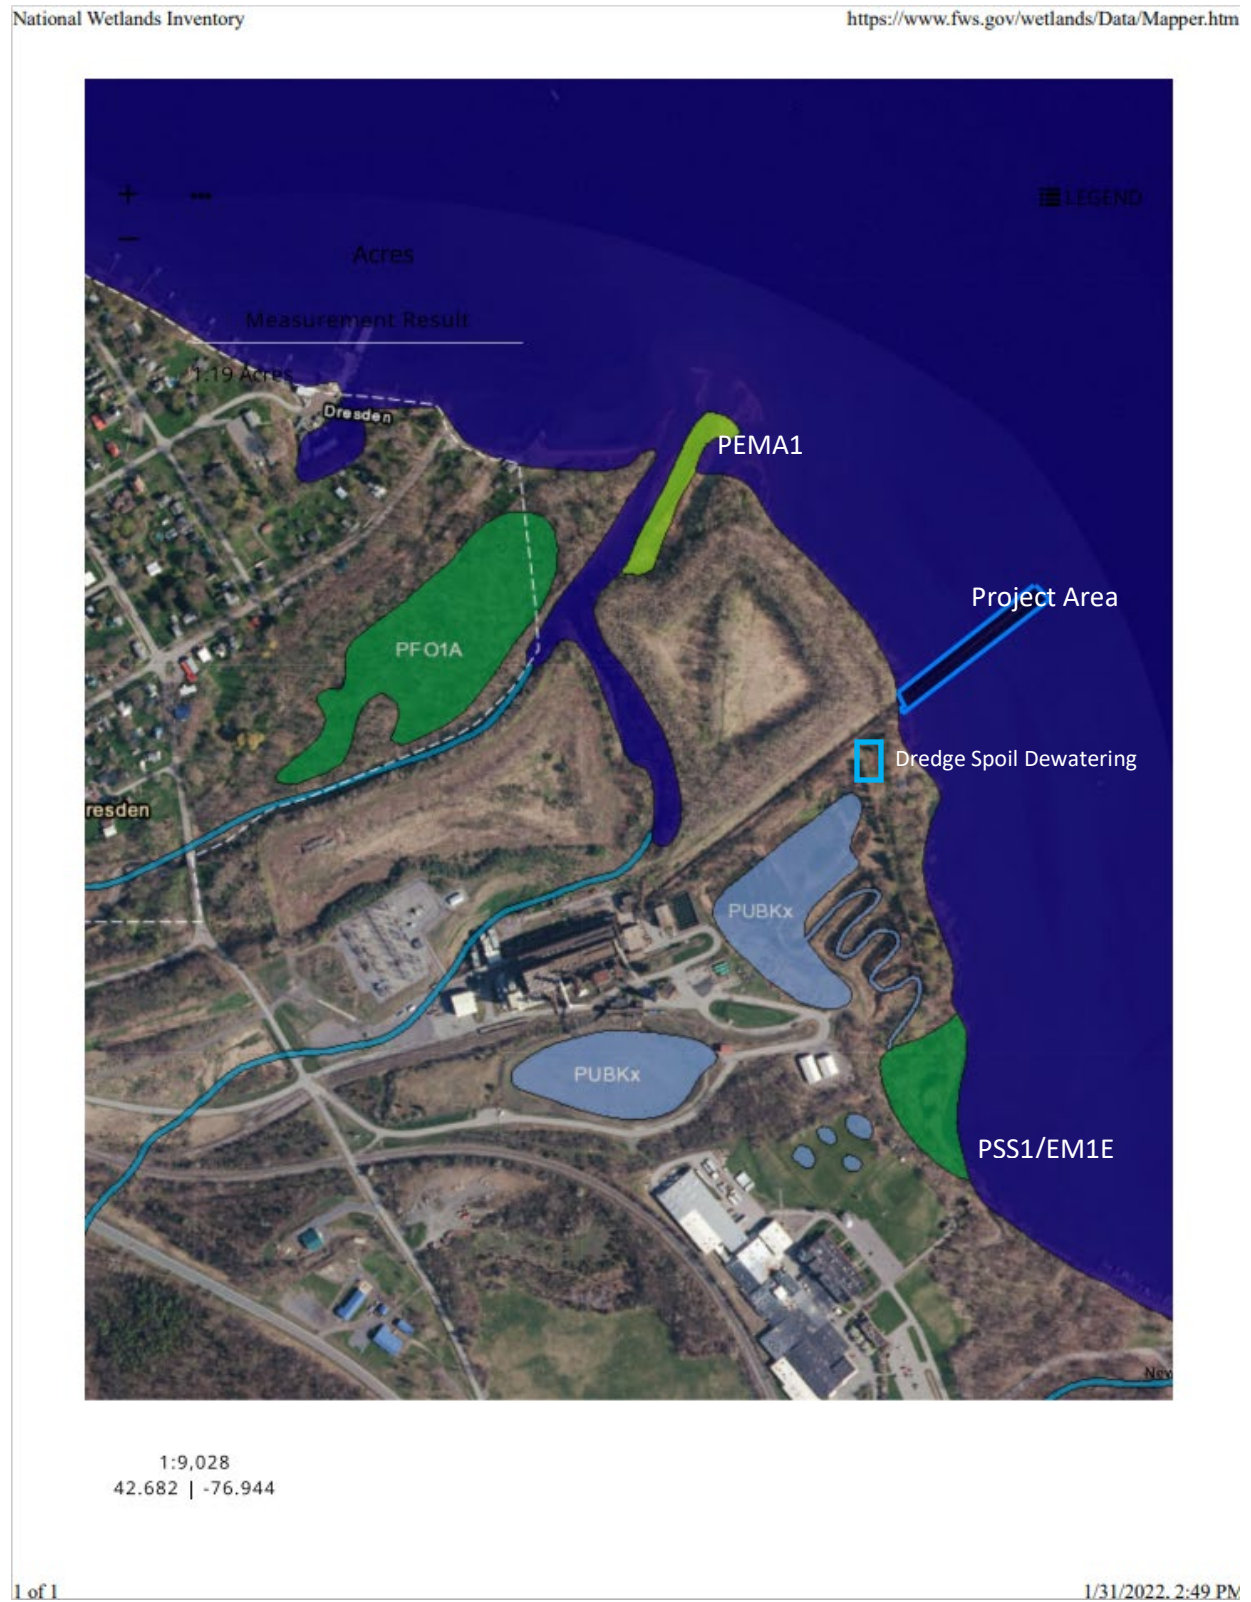 National Wetlands Inventory
https://www.fws.gov/wetlands/Data/Mapper.htm
+
...
LEGEND
−
Acres
Measurement Result
1.19 Acres
Dresden
PEMA1
Project Area
PFO1A
Dredge Spoil Dewatering
resden
PUBKx
PUBKx
PSS1/EM1E
New
1:9,028
42.682 | -76.944
1 of 1
1/31/2022, 2:49 PM